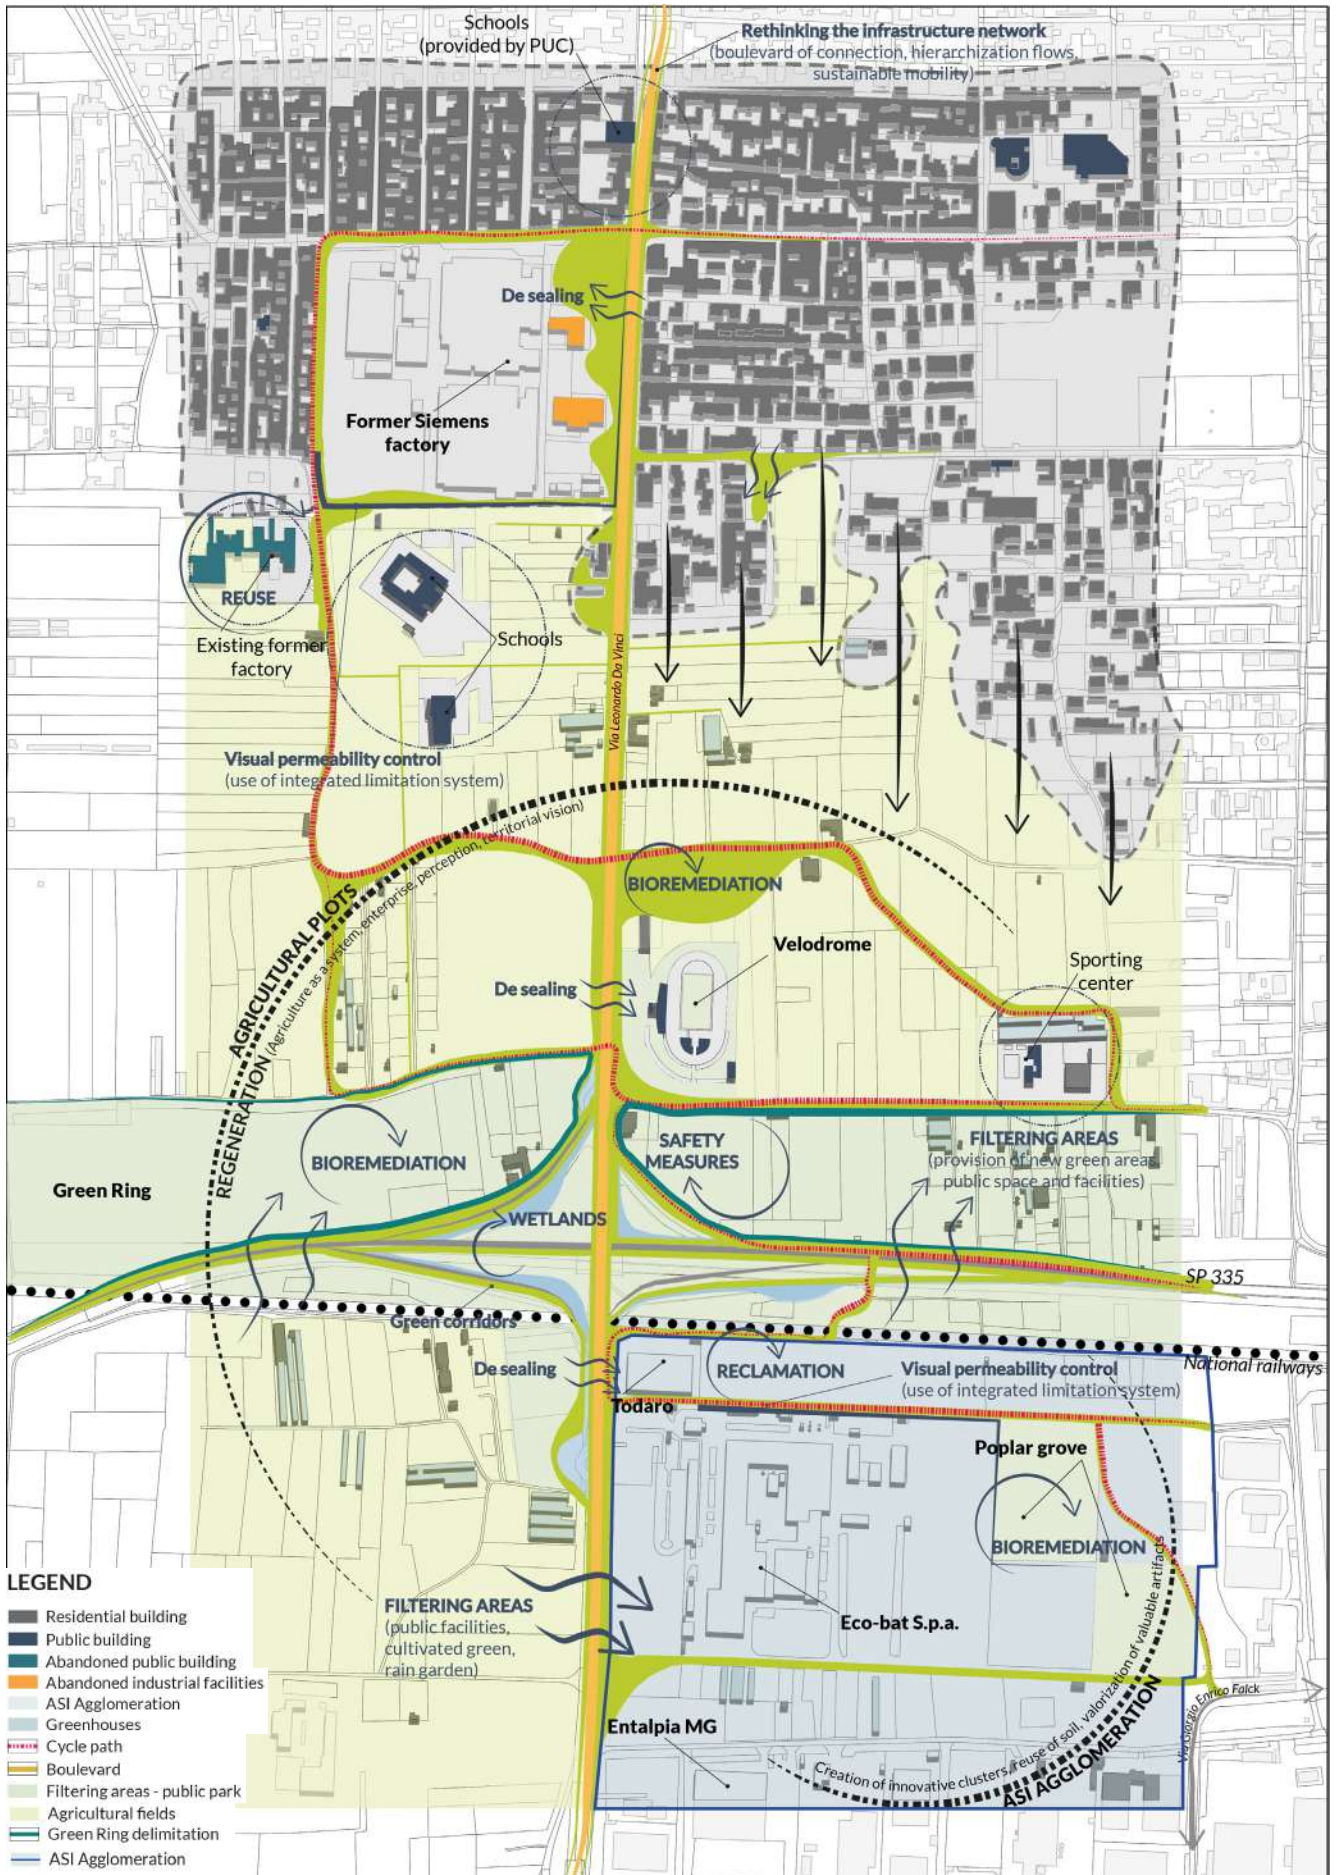 Schools
(provided by PUC)
Rethinking the infrastructure network
(boulevard of connection, hierarchization flows,
sustainable mobility)
De sealing
Former Siemens
factory
REUSE
Existing former
factory
Schools
Via Leonardo Da Vinci
Visual permeability control
(use of integrated limitation system)
AGRICULTURAL PLOTS
REGENERATION (Agriculture as a system, enterprise, perception, territorial vision)
BIOREMEDIATION
Velodrome
De sealing
Sporting
center
Green Ring
BIOREMEDIATION
SAFETY
MEASURES
FILTERING AREAS
(provision of new green areas,
public space and facilities)
WETLANDS
SP 335
Green corridors
National railways
De sealing
RECLAMATION
Visual permeability control
(use of integrated limitation system)
Todaro
Poplar grove
BIOREMEDIATION
Eco-bat S.p.a.
FILTERING AREAS
(public facilities,
cultivated green,
rain garden)
Entalpia MG
Creation of innovative clusters, reuse of soil, valorization of valuable artifacts
ASI AGGLOMERATION
Via Giorgio Enrico Falck
LEGEND
Residential building
Public building
Abandoned public building
Abandoned industrial facilities
ASI Agglomeration
Greenhouses
Cycle path
Boulevard
Filtering areas - public park
Agricultural fields
Green Ring delimitation
ASI Agglomeration